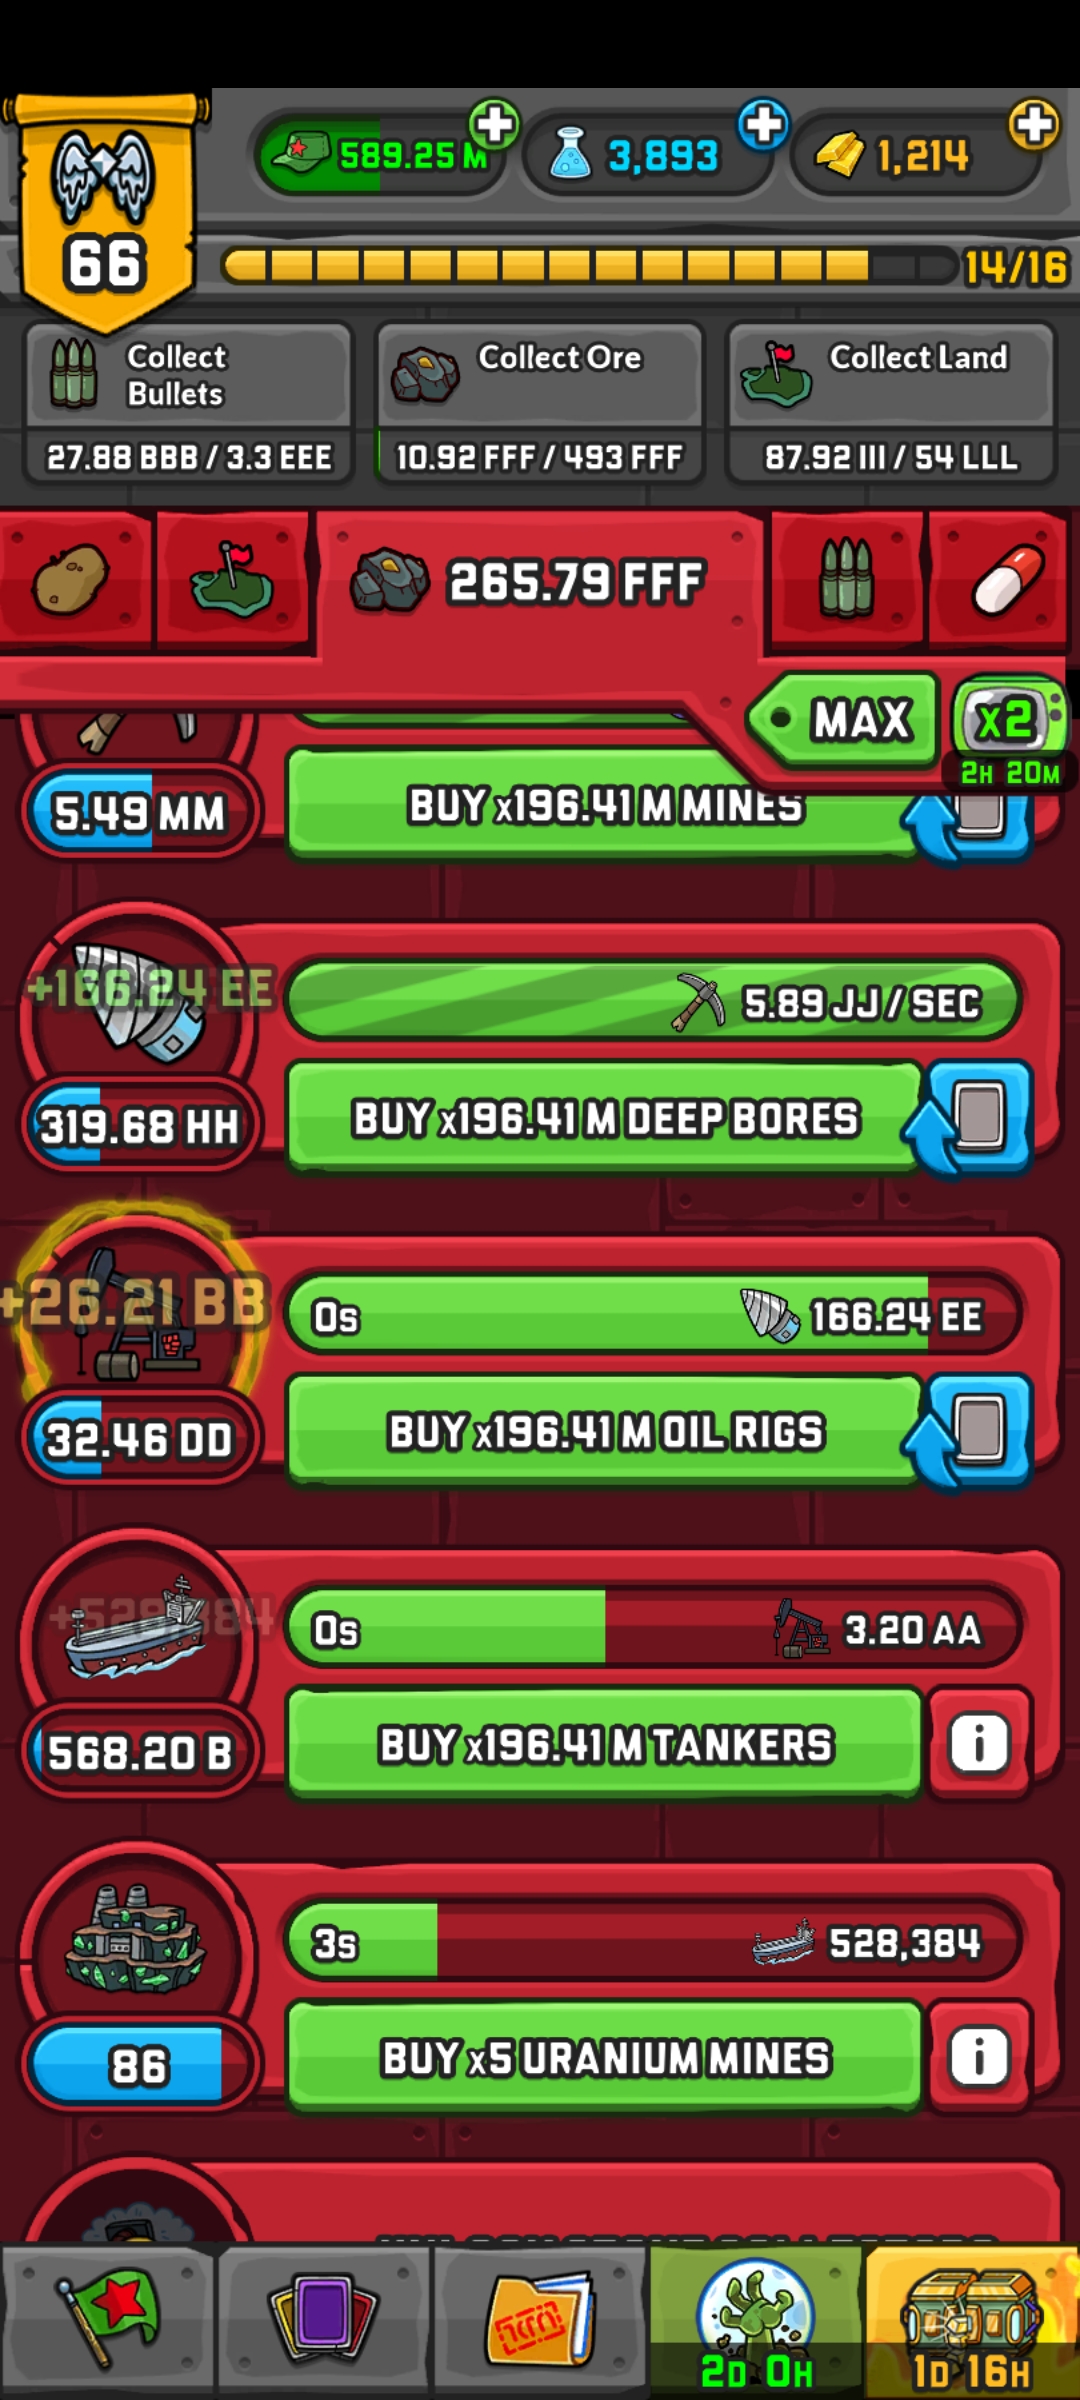 589.25 M
3,893
1,214
66
14/16
Collect
Bullets
27.88 BBB / 3.3 EEE
Collect Ore
10.92 FFF / 493 FFF
Collect Land
87.92 III / 54 LLL
265.79 FFF
MAX
x2
2H 20M
5.49 MM
BUY x196.41 M MINES
+166.24 EE
5.89 JJ / SEC
319.68 HH
BUY x196.41 M DEEP BORES
+26.21 BB
0s
166.24 EE
32.46 DD
BUY x196.41 M OIL RIGS
+528,384
0s
3.20 AA
568.20 B
BUY x196.41 M TANKERS
i
3s
528,384
86
BUY x5 URANIUM MINES
i
2D 0H
1D 16H